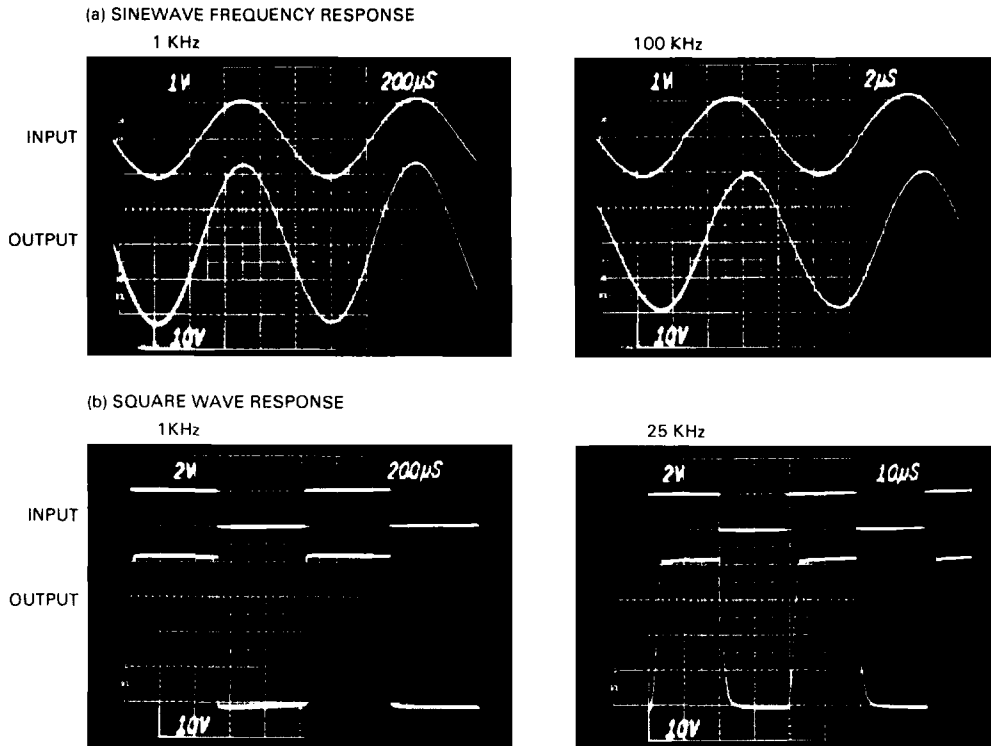 (a) SINEWAVE FREQUENCY RESPONSE
1 KHz
100 KHz
1V
200µS
1V
2µS
INPUT
OUTPUT
10V
10V
(b) SQUARE WAVE RESPONSE
1KHz
25 KHz
2V
200µS
2V
10µS
INPUT
OUTPUT
10V
10V